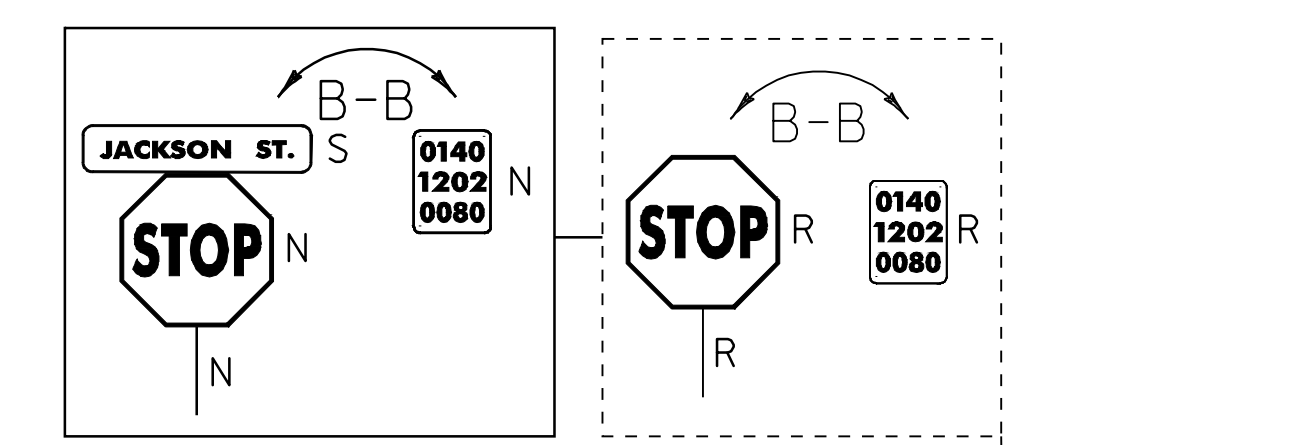 B-B
JACKSON ST. S
0140
1202 N
0080
STOP N
N
B-B
STOP R
0140
1202 R
0080
R